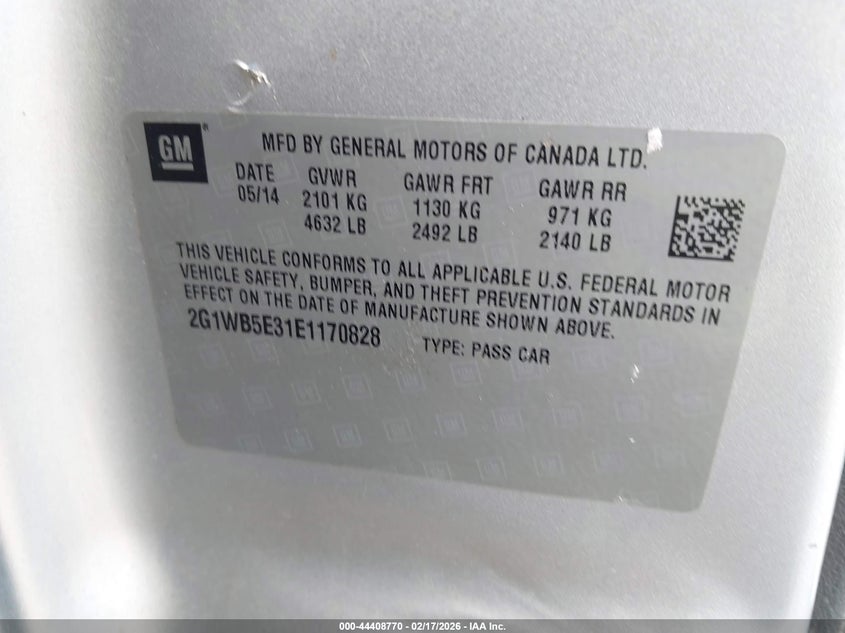 GM ®
MFD BY GENERAL MOTORS OF CANADA LTD.
DATE GVWR GAWR FRT GAWR RR
05/14 2101 KG 1130 KG 971 KG
4632 LB 2492 LB 2140 LB
THIS VEHICLE CONFORMS TO ALL APPLICABLE U.S. FEDERAL MOTOR
VEHICLE SAFETY, BUMPER, AND THEFT PREVENTION STANDARDS IN
EFFECT ON THE DATE OF MANUFACTURE SHOWN ABOVE.
2G1WB5E31E1170828 TYPE: PASS CAR
000-44408770 - 02/17/2026 - IAA Inc.